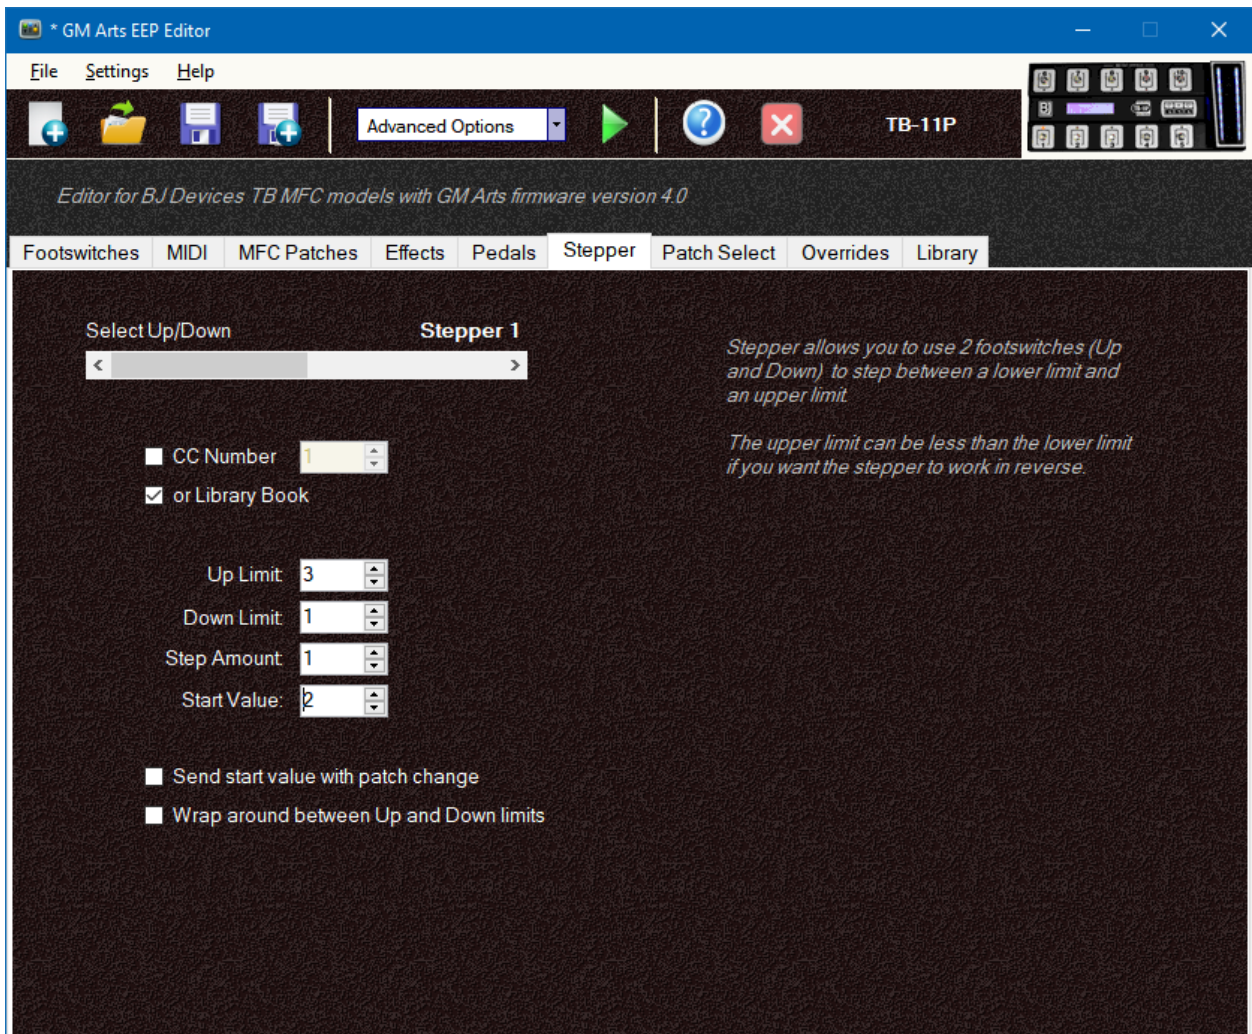 * GM Arts EEP Editor
File Settings Help
Advanced Options
TB-11P
BJ
Editor for BJ Devices TB MFC models with GM Arts firmware version 4.0
Footswitches MIDI MFC Patches Effects Pedals Stepper Patch Select Overrides Library
Select Up/Down Stepper 1
Stepper allows you to use 2 footswitches (Up
and Down) to step between a lower limit and
an upper limit.
The upper limit can be less than the lower limit
if you want the stepper to work in reverse.
CC Number 1
or Library Book
Up Limit: 3
Down Limit: 1
Step Amount: 1
Start Value: 2
Send start value with patch change
Wrap around between Up and Down limits